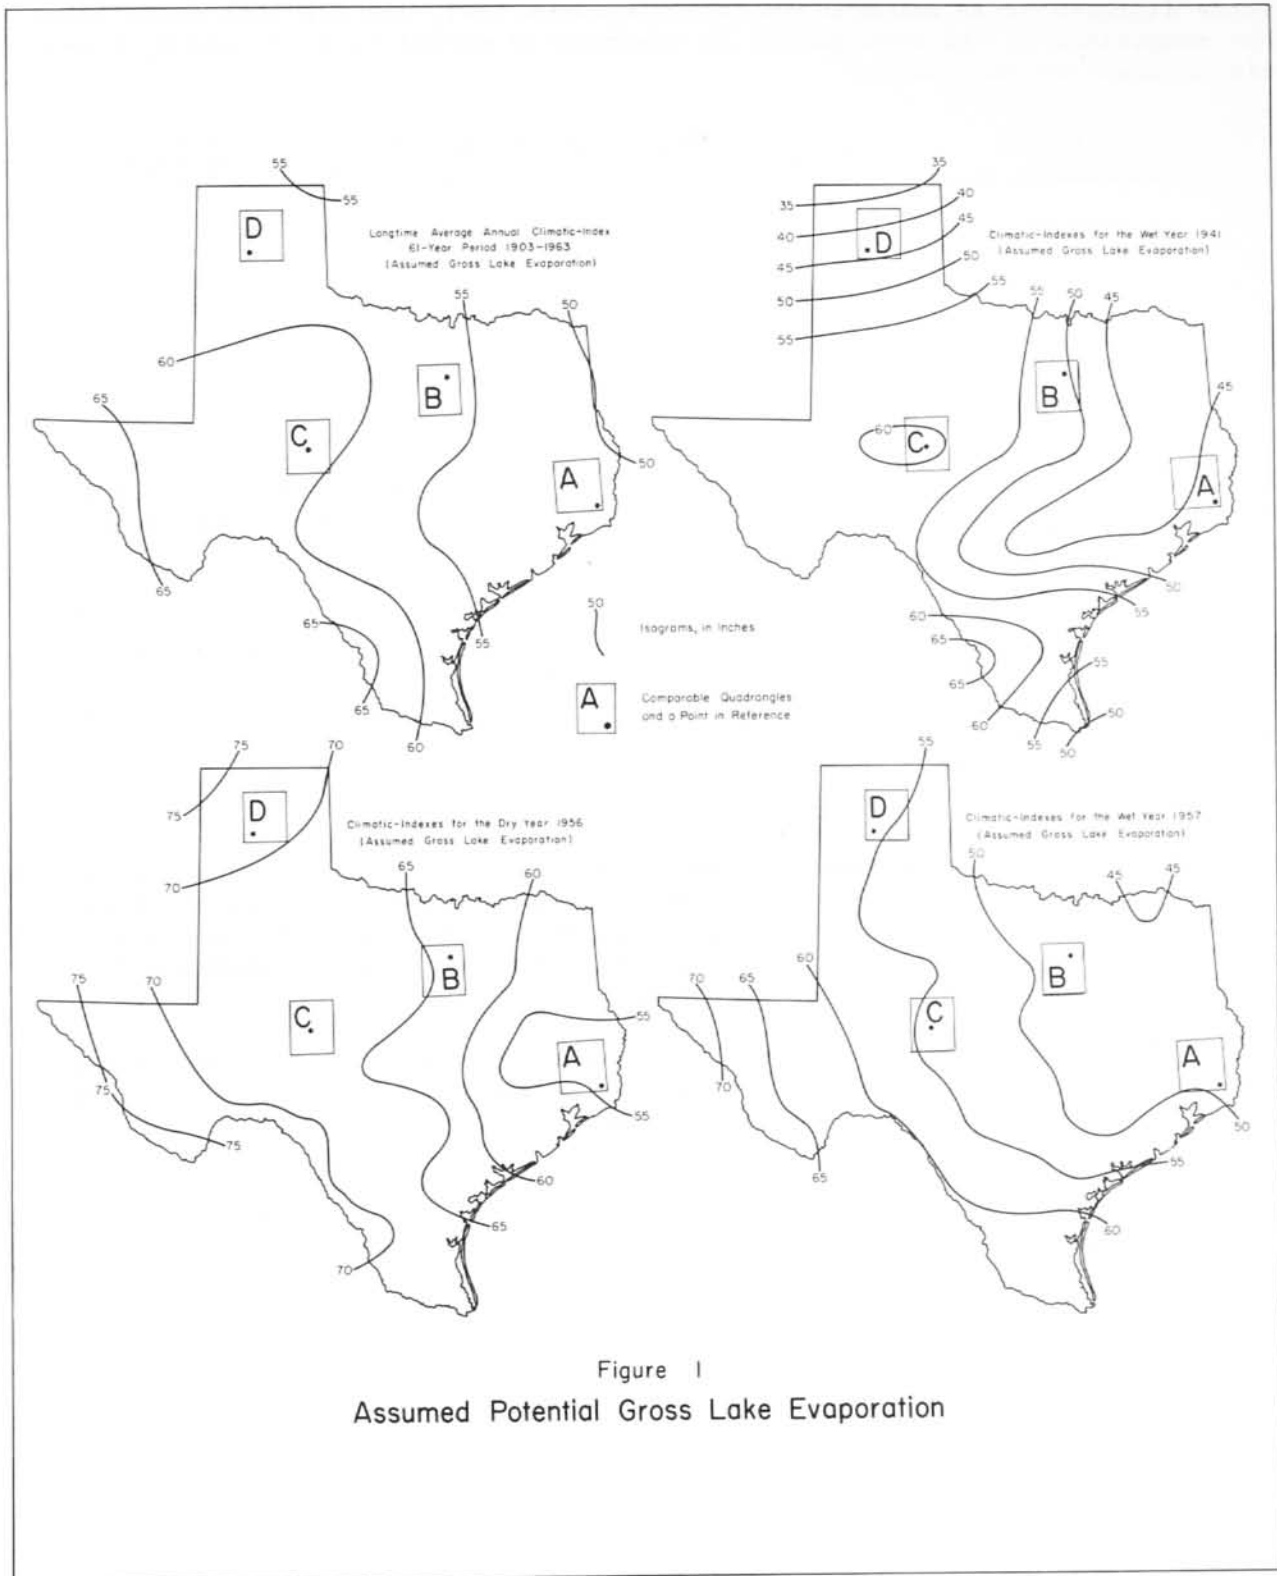 55
55
D
Longtime Average Annual Climatic-Index
61-Year Period 1903-1963
(Assumed Gross Lake Evaporation)
55
50
60
B
65
C
A
50
65
65
55
65
60
50
Isograms, in Inches
A
Comparable Quadrangles
and a Point in Reference
35
35
40
45
40
D
Climatic-Indexes for the Wet Year 1941
(Assumed Gross Lake Evaporation)
45
50
50
55
55
50
45
55
B
45
60
C
A
50
55
60
65
65
55
60
55
50
50
75
70
75
D
Climatic-Indexes for the Dry Year 1956
(Assumed Gross Lake Evaporation)
65
60
70
B
75
70
C
55
A
75
55
75
60
65
70
55
D
Climatic-Indexes for the Wet Year 1957
(Assumed Gross Lake Evaporation)
50
45
45
B
60
70
65
C
A
70
50
65
55
60
Figure 1
Assumed Potential Gross Lake Evaporation